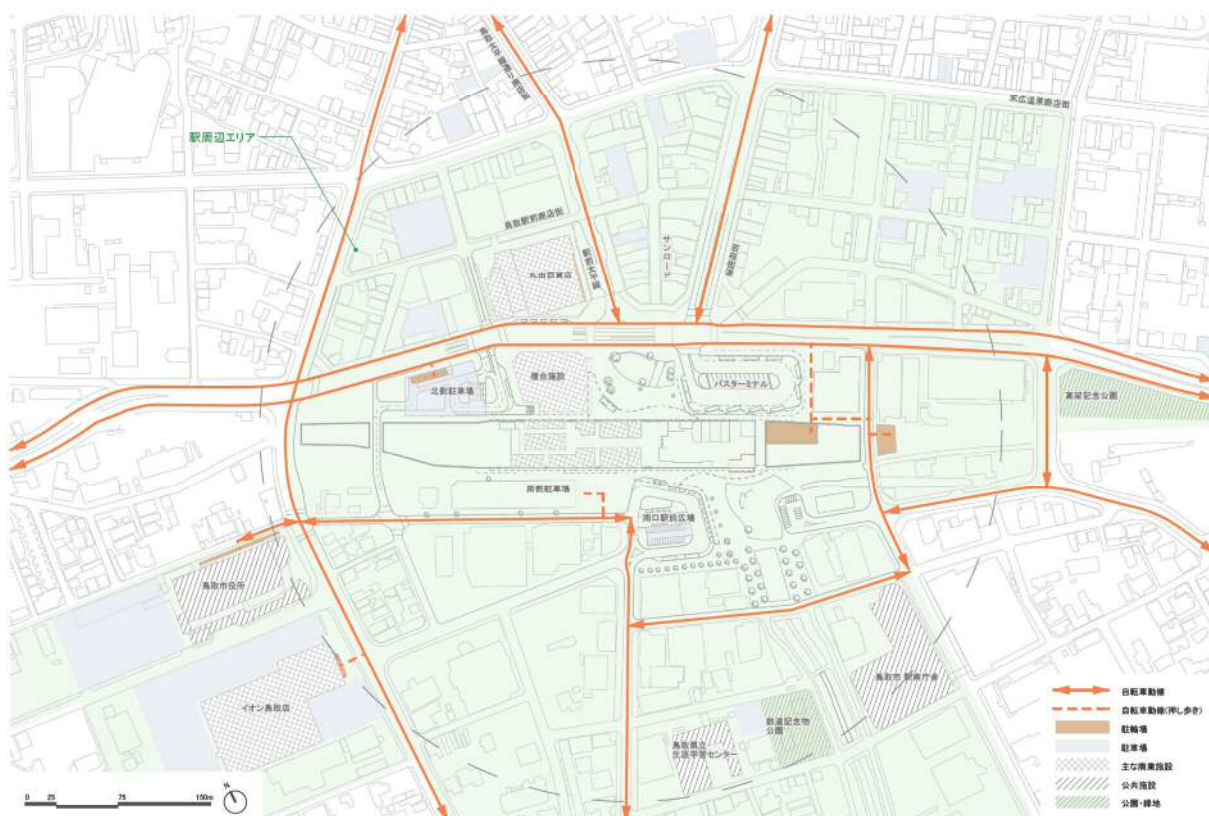 末広温泉商店街
駅周辺エリア
鳥取駅前商店街
サンロード
丸由百貨店
バスターミナル
複合施設
北側駐車場
高架記念公園
南側駐車場
南口駅前広場
鳥取市役所
鳥取市 駅南庁舎
イオン鳥取店
鉄道記念物
公園
鳥取県立
生涯学習センター
自転車動線
自転車動線(押し歩き)
駐輪場
駐車場
主な商業施設
公共施設
公園・緑地
0 25 75 150m
N